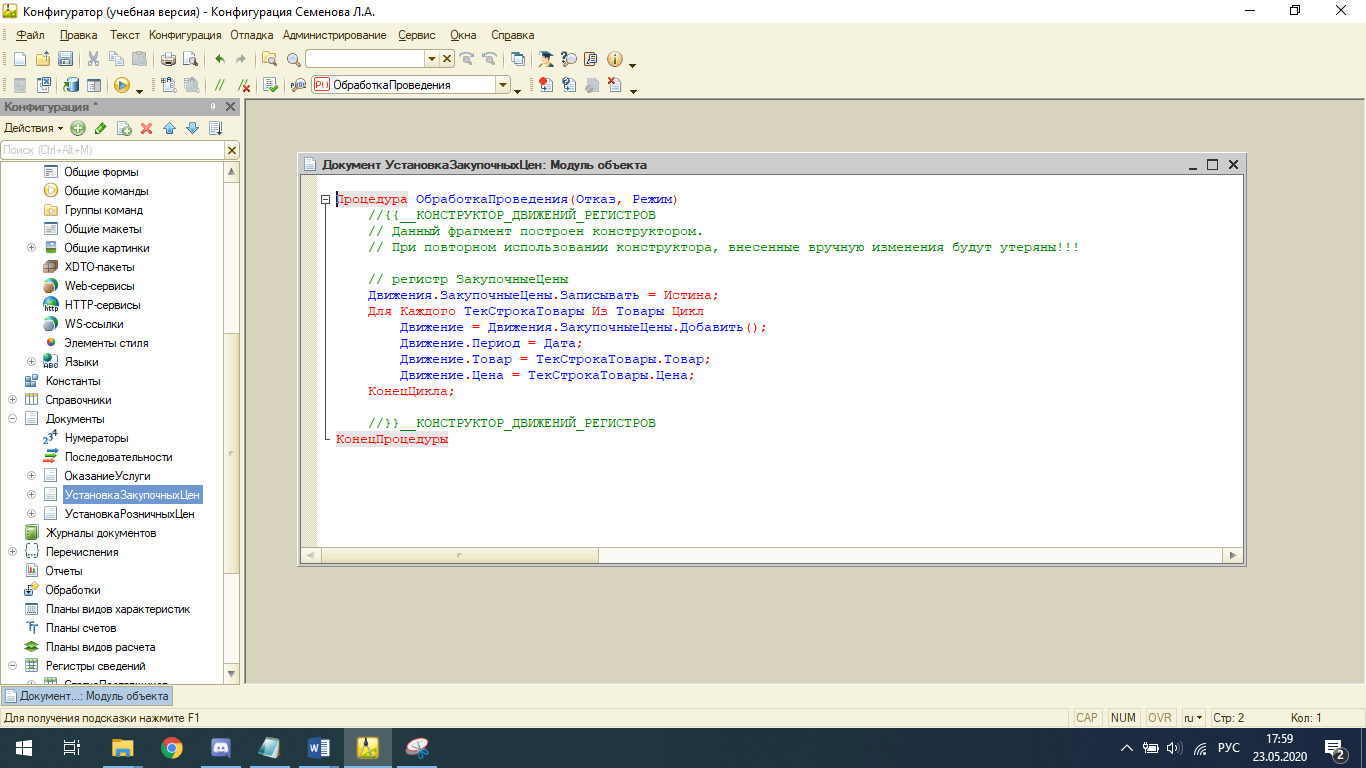 Конфигуратор (учебная версия) - Конфигурация Семенова Л.А.
Файл Правка Текст Конфигурация Отладка Администрирование Сервис Окна Справка
ОбработкаПроведения
Конфигурация *
Действия
Поиск (Ctrl+Alt+M)
Общие формы
Общие команды
Группы команд
Общие макеты
Общие картинки
XDTO-пакеты
Web-сервисы
HTTP-сервисы
WS-ссылки
Элементы стиля
Языки
Константы
Справочники
Документы
Нумераторы
Последовательности
ОказаниеУслуги
УстановкаЗакупочныхЦен
УстановкаРозничныхЦен
Журналы документов
Перечисления
Отчеты
Обработки
Планы видов характеристик
Планы счетов
Планы видов расчета
Регистры сведений
Документ УстановкаЗакупочныхЦен: Модуль объекта
Процедура ОбработкаПроведения(Отказ, Режим)
//{{__КОНСТРУКТОР_ДВИЖЕНИЙ_РЕГИСТРОВ
// Данный фрагмент построен конструктором.
// При повторном использовании конструктора, внесенные вручную изменения будут утеряны!!!
// регистр ЗакупочныеЦены
Движения.ЗакупочныеЦены.Записывать = Истина;
Для Каждого ТекСтрокаТовары Из Товары Цикл
Движение = Движения.ЗакупочныеЦены.Добавить();
Движение.Период = Дата;
Движение.Товар = ТекСтрокаТовары.Товар;
Движение.Цена = ТекСтрокаТовары.Цена;
КонецЦикла;
//}}__КОНСТРУКТОР_ДВИЖЕНИЙ_РЕГИСТРОВ
КонецПроцедуры
Документ...: Модуль объекта
Для получения подсказки нажмите F1
CAP NUM OVR ru Стр: 2 Кол: 1
РУС
17:59
23.05.2020
2